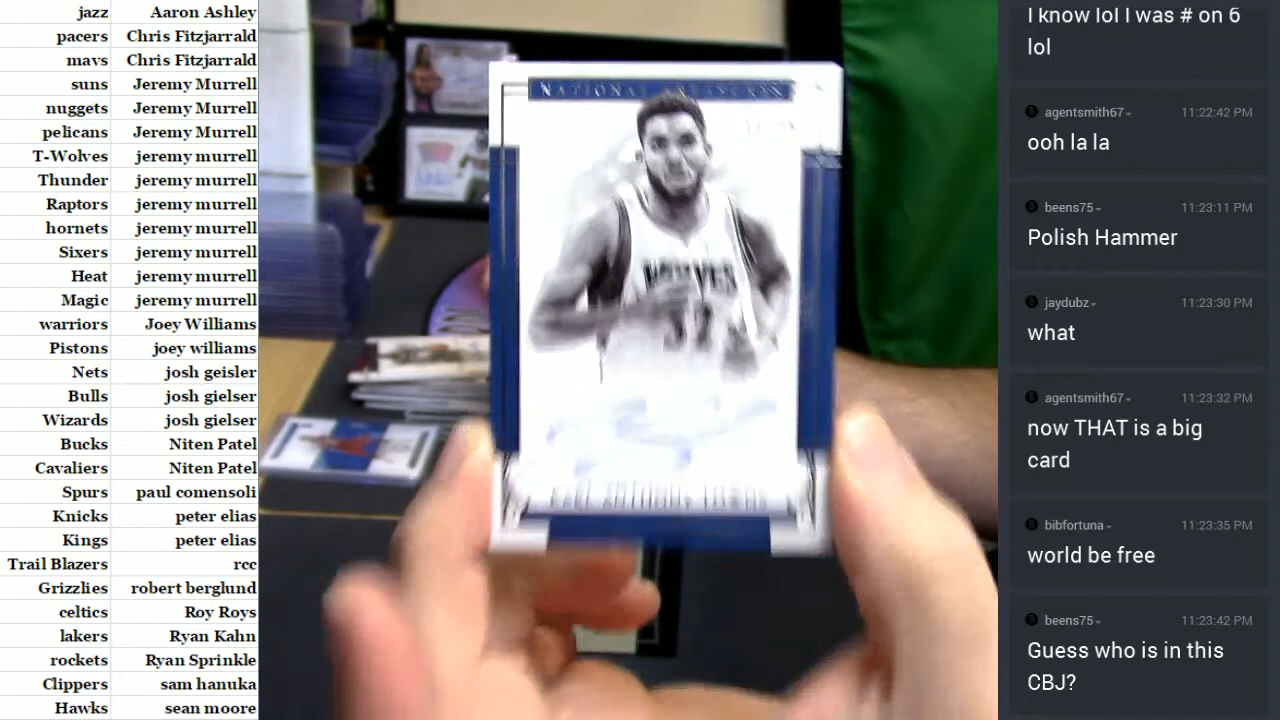 jazz Aaron Ashley
pacers Chris Fitzjarrald
mavs Chris Fitzjarrald
suns Jeremy Murrell
nuggets Jeremy Murrell
pelicans Jeremy Murrell
T-Wolves jeremy murrell
Thunder jeremy murrell
Raptors jeremy murrell
hornets jeremy murrell
Sixers jeremy murrell
Heat jeremy murrell
Magic jeremy murrell
warriors Joey Williams
Pistons joey williams
Nets josh geisler
Bulls josh gielser
Wizards josh gielser
Bucks Niten Patel
Cavaliers Niten Patel
Spurs paul comensoli
Knicks peter elias
Kings peter elias
Trail Blazers rcc
Grizzlies robert berglund
celtics Roy Roys
lakers Ryan Kahn
rockets Ryan Sprinkle
Clippers sam hanuka
Hawks sean moore
NATIONAL TREASURES
I know lol I was # on 6
lol
agentsmith67 11:22:42 PM
ooh la la
beens75 11:23:11 PM
Polish Hammer
jaydubz 11:23:30 PM
what
agentsmith67 11:23:32 PM
now THAT is a big
card
bibfortuna 11:23:35 PM
world be free
beens75 11:23:42 PM
Guess who is in this
CBJ?